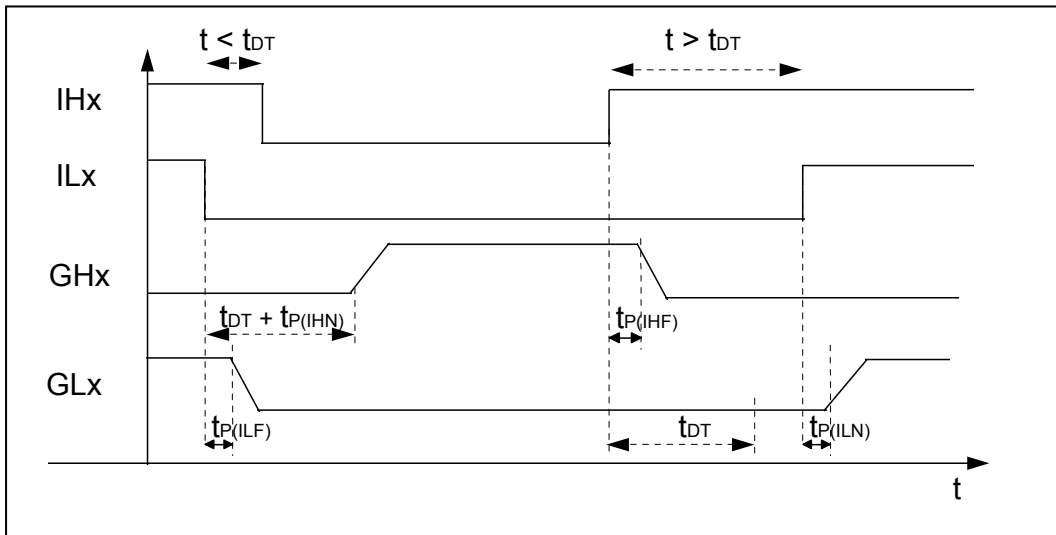 t < tDT
t > tDT
IHx
ILx
GHx
tDT + tP(IHN)
tP(IHF)
GLx
tP(ILF)
tDT
tP(ILN)
t